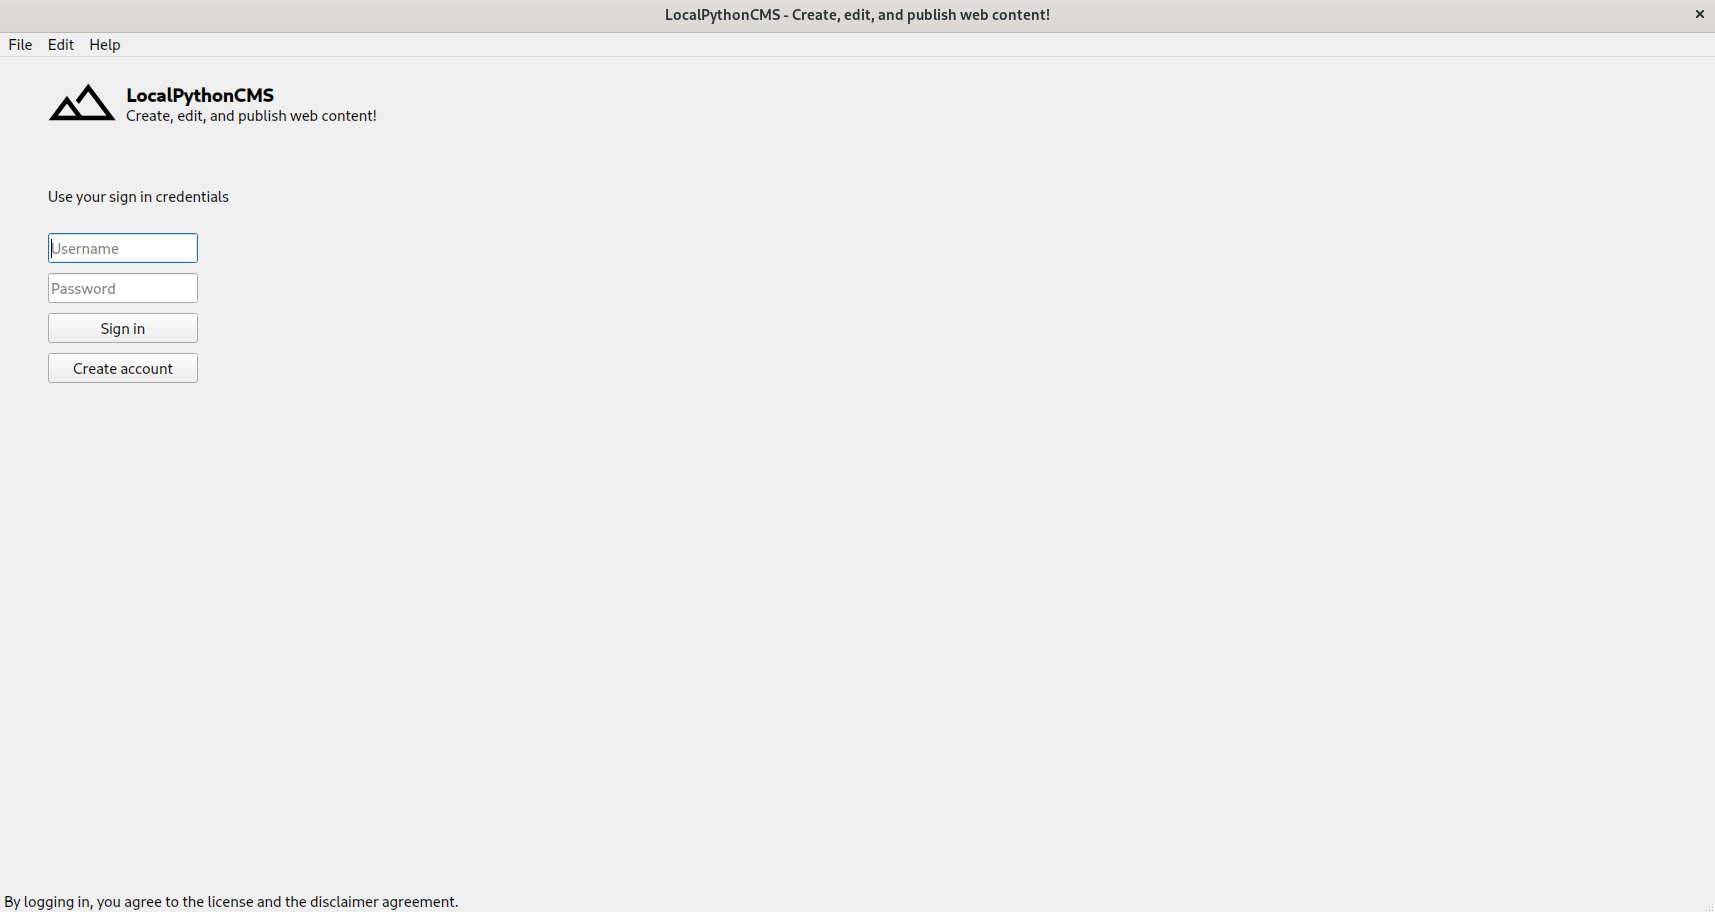 LocalPythonCMS - Create, edit, and publish web content!
File Edit Help
LocalPythonCMS
Create, edit, and publish web content!
Use your sign in credentials
Username
Password
Sign in
Create account
By logging in, you agree to the license and the disclaimer agreement.